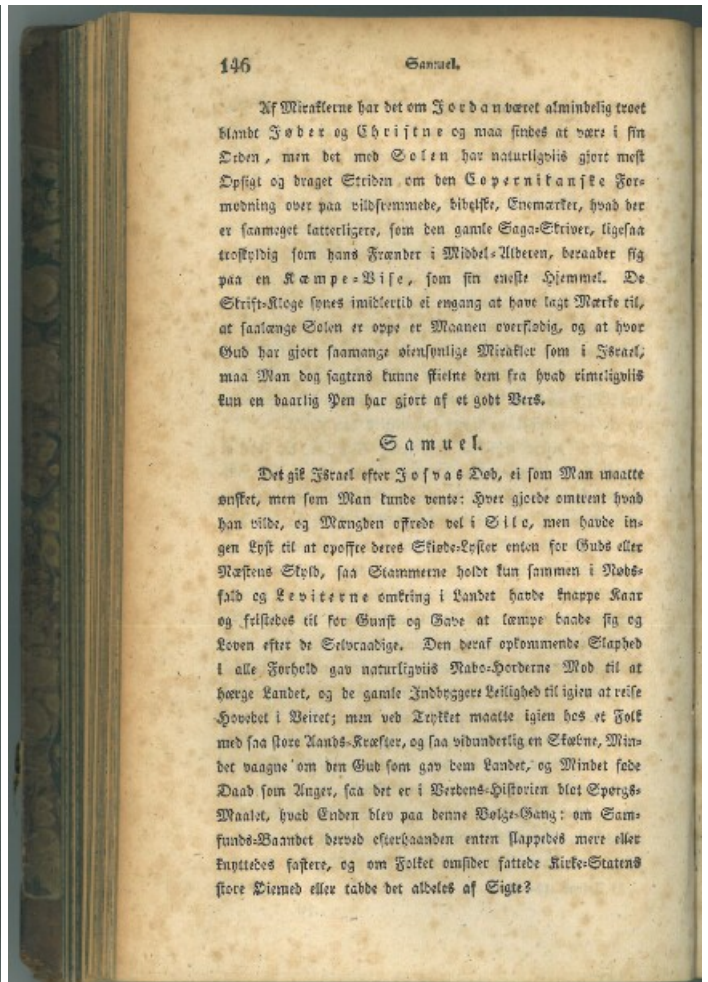 146
Samuel.
Af Miraklerne har det om Jordan været almindelig troet
blandt Jøder og Christne og maa findes at være i sin
Orden, men det med Solen har naturligviis gjort mest
Opsigt og draget Striden om den Copernikanske For=
modning over paa vildfremmede, bibelske, Enemærker, hvad der
er saameget latterligere, som den gamle Saga=Skriver, ligesaa
troskyldig som hans Frænder i Middel=Alderen, beraaber sig
paa en Kæmpe=Vise, som sin eneste Hjemmel. De
Skrift=Kloge synes imidlertid ei engang at have lagt Mærke til,
at saalænge Solen er oppe er Maanen overflødig, og at hvor
Gud har gjort saamange øiensynlige Mirakler som i Israel,
maa Man dog sagtens kunne skielne dem fra hvad rimeligviis
kun en daarlig Pen har gjort af et godt Vers.
Samuel.
Det gik Israel efter Josvas Død, ei som Man maatte
ønsket, men som Man kunde vente: Hver gjorde omtrent hvad
han vilde, og Mængden offrede vel i Silo, men havde in=
gen Lyst til at opoffre deres Skiøde=Lyster enten for Guds eller
Næstens Skyld, saa Stammerne holdt kun sammen i Nøds=
fald og Leviterne omkring i Landet havde knappe Kaar
og fristedes til for Gunst og Gave at læmpe baade sig og
Loven efter de Selvraadige. Den deraf opkommende Slaphed
i alle Forhold gav naturligviis Nabo=Horderne Mod til at
hærge Landet, og de gamle Indbyggere Leilighed til igien at reise
Hovedet i Veiret; men ved Trykket maatte igien hos et Folk
med saa store Aands=Kræfter, og saa vidunderlig en Skæbne, Min=
det vaagne om den Gud som gav dem Landet, og Mindet føde
Daad som Anger, saa det er i Verdens=Historien blot Spørgs=
Maalet, hvad Enden blev paa denne Bølge=Gang: om Sam=
funds=Baandet derved efterhaanden enten slappedes mere eller
knyttedes fastere, og om Folket omsider fattede Kirke=Statens
store Øiemed eller tabde det aldeles af Sigte?